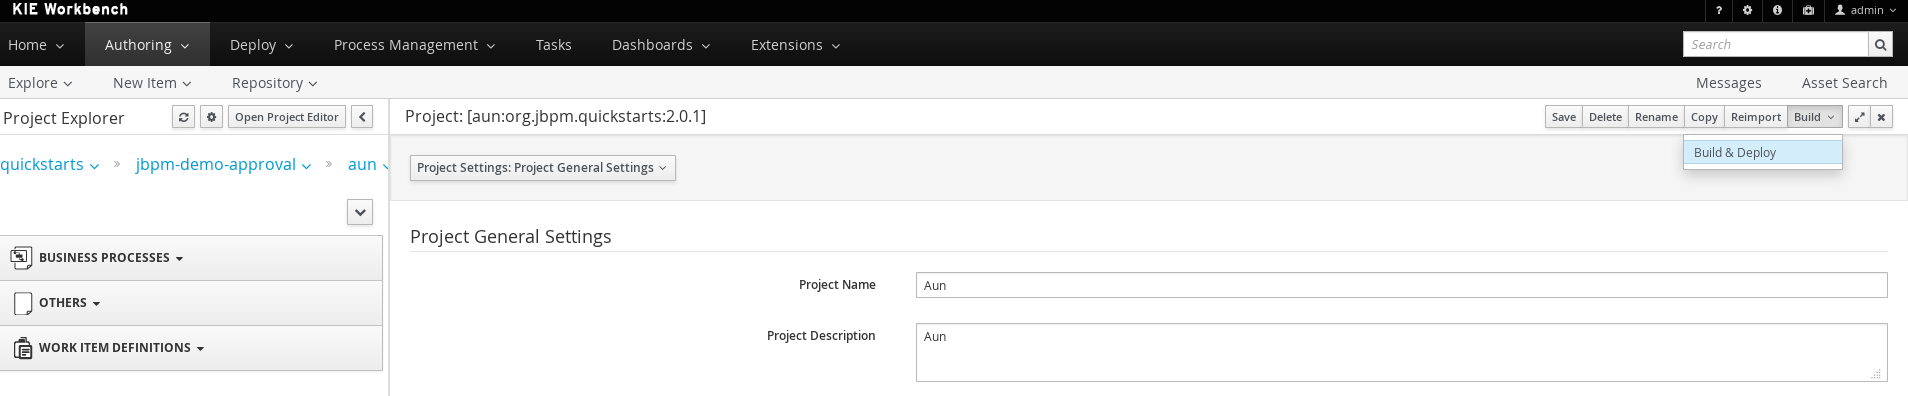 KIE Workbench
? admin
Home Authoring Deploy Process Management Tasks Dashboards Extensions Search
Explore New Item Repository Messages Asset Search
Project Explorer Open Project Editor Project: [aun:org.jbpm.quickstarts:2.0.1] Save Delete Rename Copy Reimport Build
Build & Deploy
quickstarts » jbpm-demo-approval » aun
Project Settings: Project General Settings
Project General Settings
BUSINESS PROCESSES
OTHERS
WORK ITEM DEFINITIONS
Project Name Aun
Project Description Aun